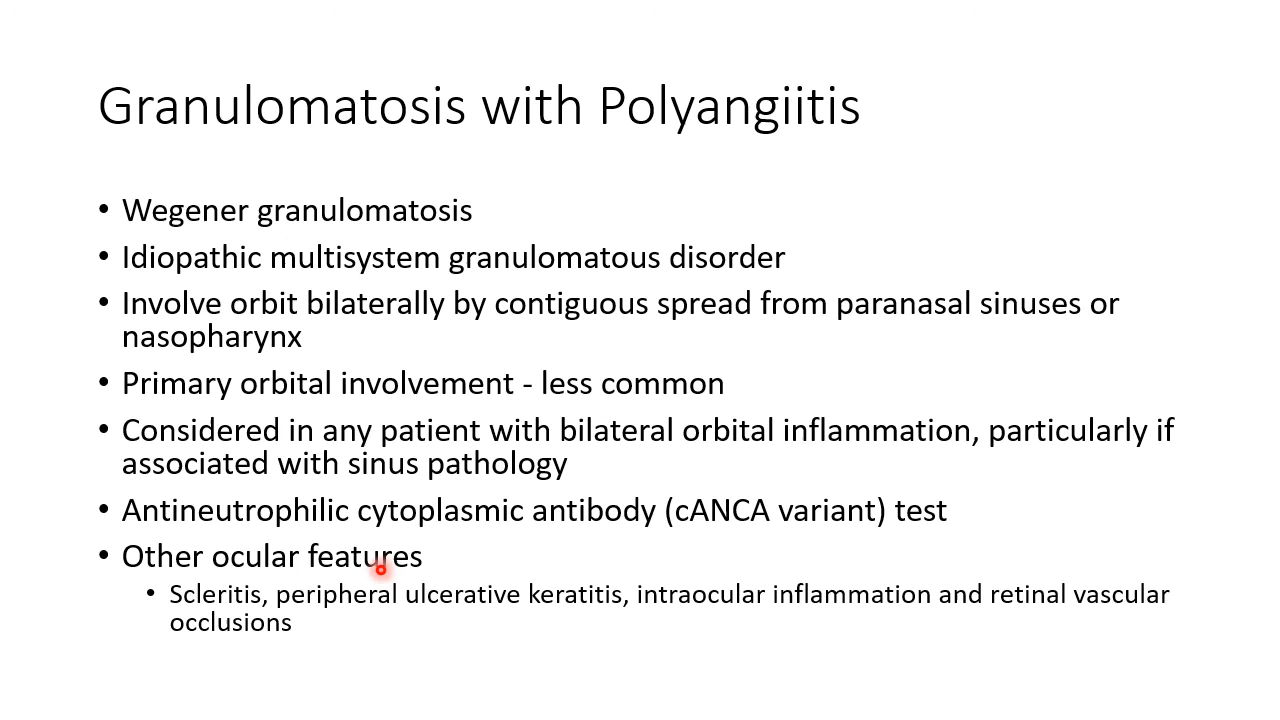 Granulomatosis with Polyangiitis
• Wegener granulomatosis
• Idiopathic multisystem granulomatous disorder
• Involve orbit bilaterally by contiguous spread from paranasal sinuses or
nasopharynx
• Primary orbital involvement - less common
• Considered in any patient with bilateral orbital inflammation, particularly if
associated with sinus pathology
• Antineutrophilic cytoplasmic antibody (cANCA variant) test
• Other ocular features
• Scleritis, peripheral ulcerative keratitis, intraocular inflammation and retinal vascular
occlusions